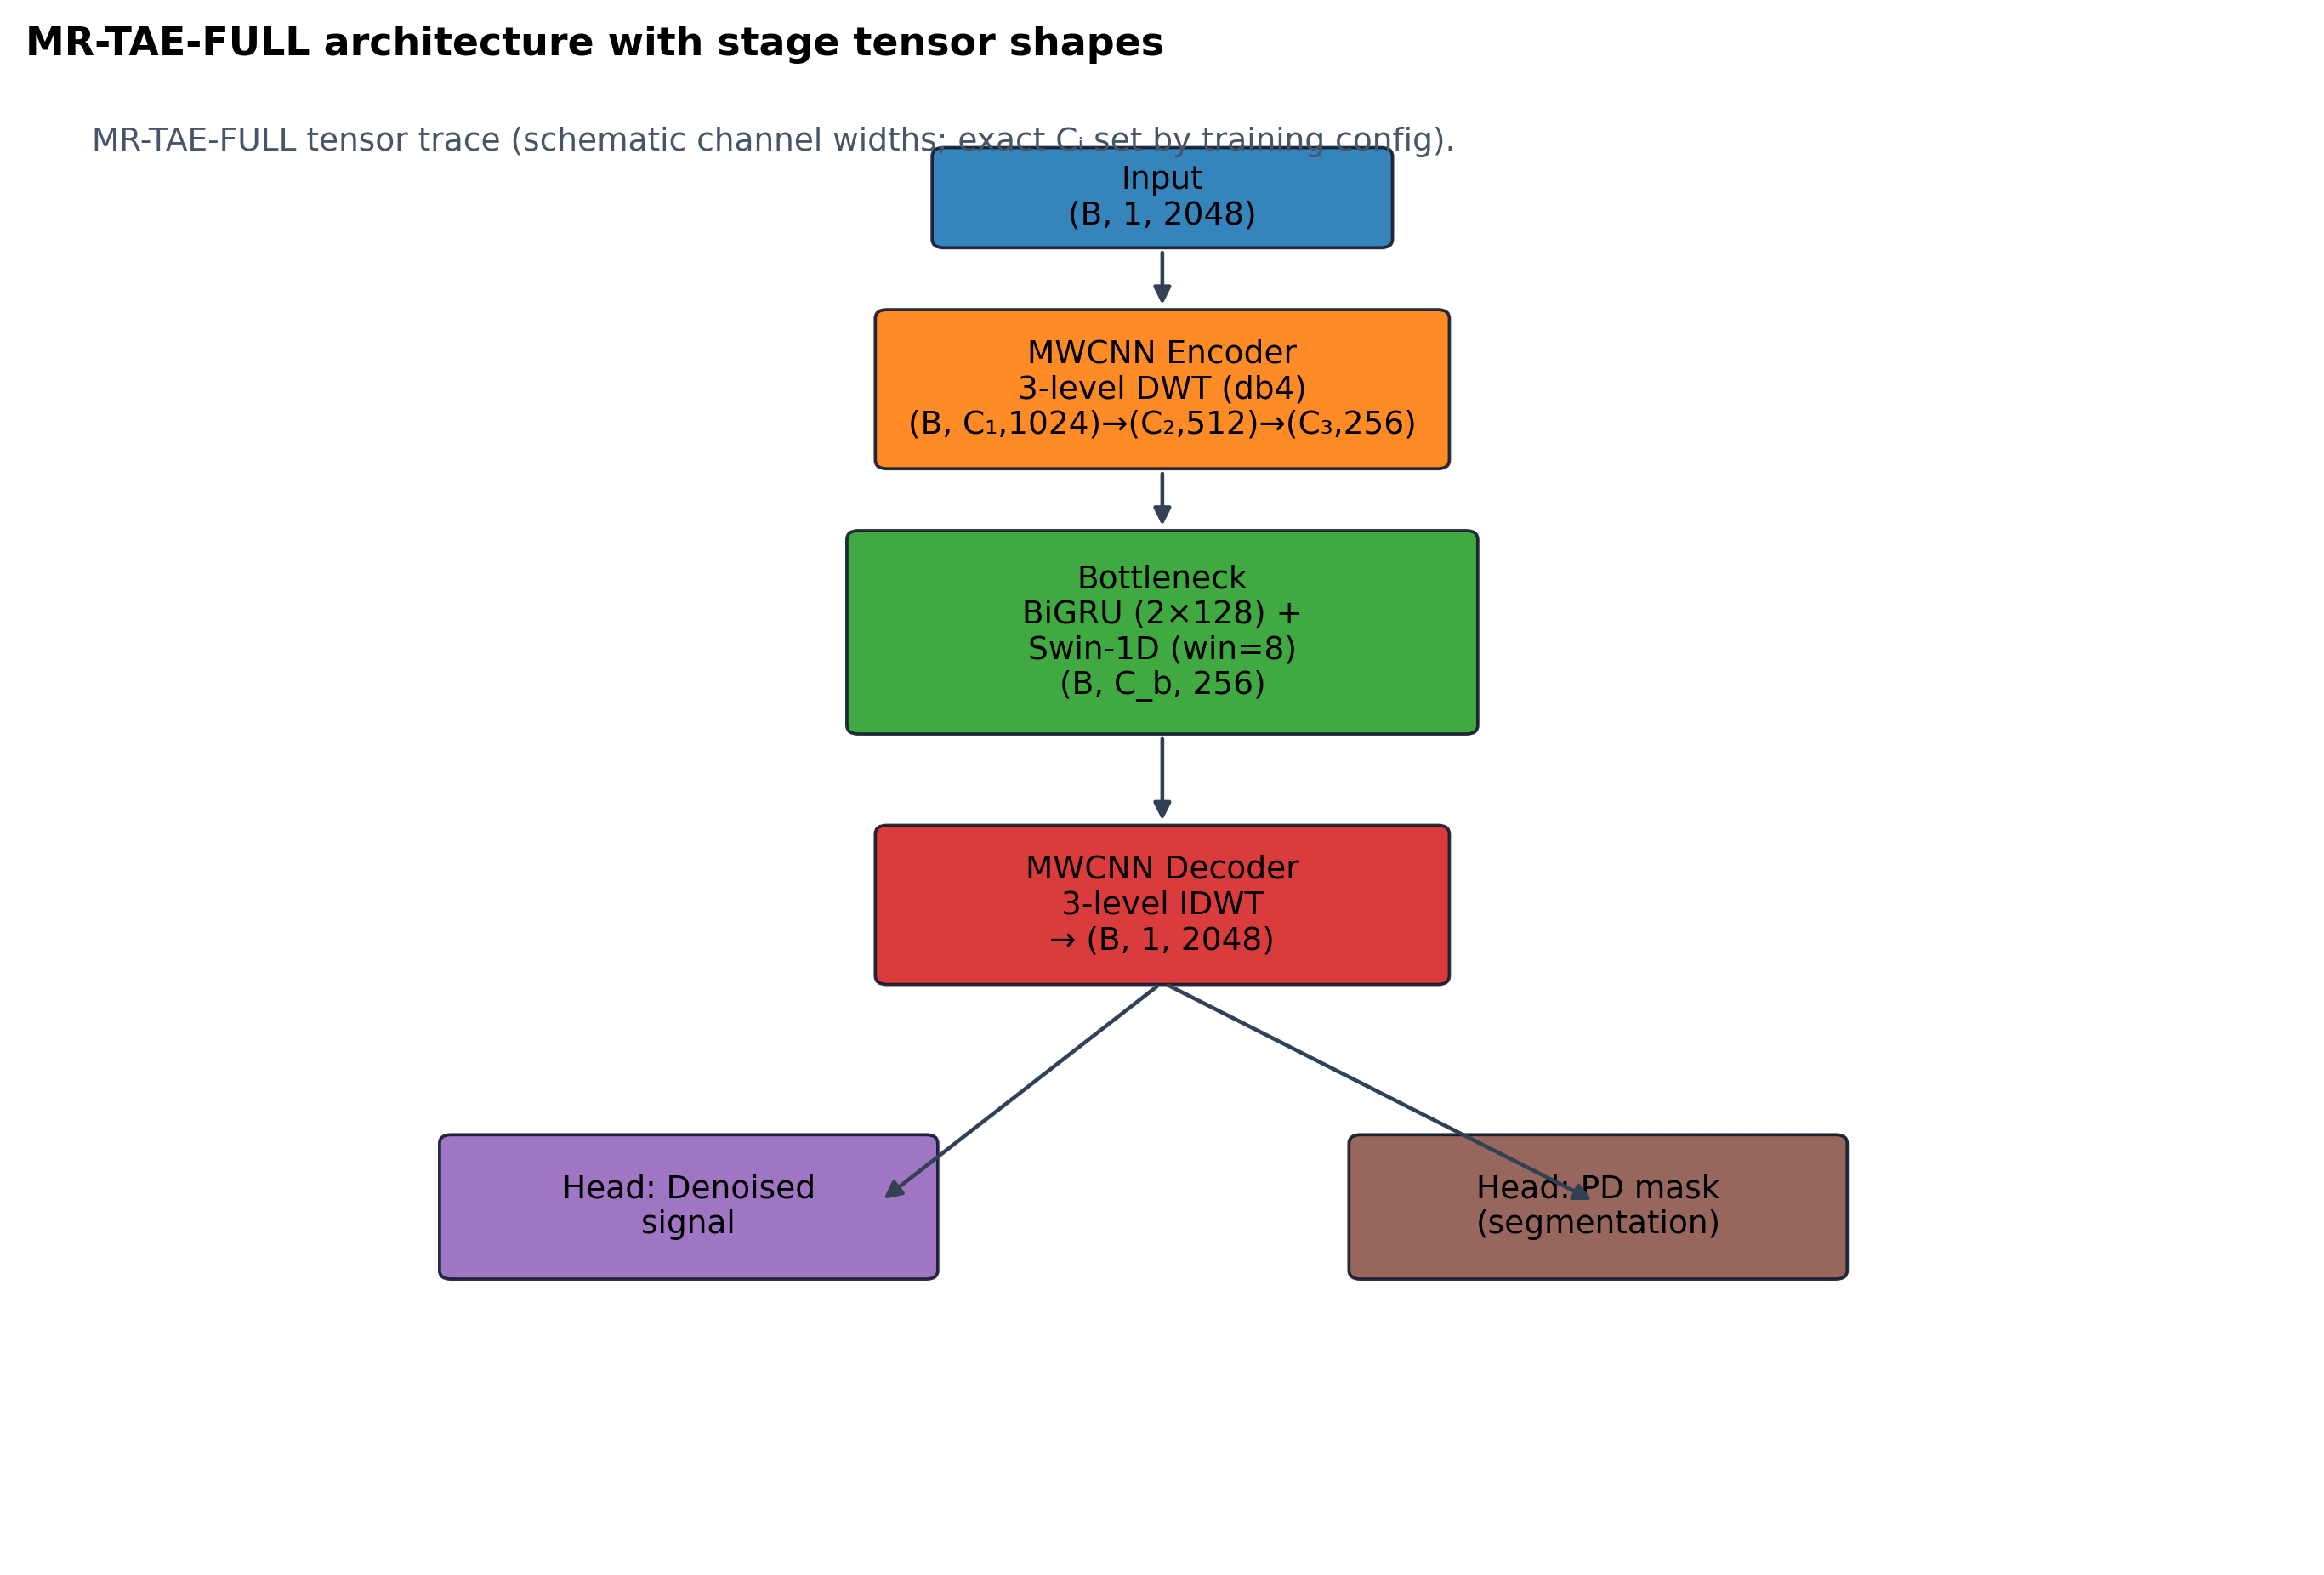 MR-TAE-FULL architecture with stage tensor shapes
MR-TAE-FULL tensor trace (schematic channel widths; exact Cᵢ set by training config).
Input
(B, 1, 2048)
MWCNN Encoder
3-level DWT (db4)
(B, C₁,1024)→(C₂,512)→(C₃,256)
Bottleneck
BiGRU (2×128) +
Swin-1D (win=8)
(B, C_b, 256)
MWCNN Decoder
3-level IDWT
→ (B, 1, 2048)
Head: Denoised
signal
Head: PD mask
(segmentation)